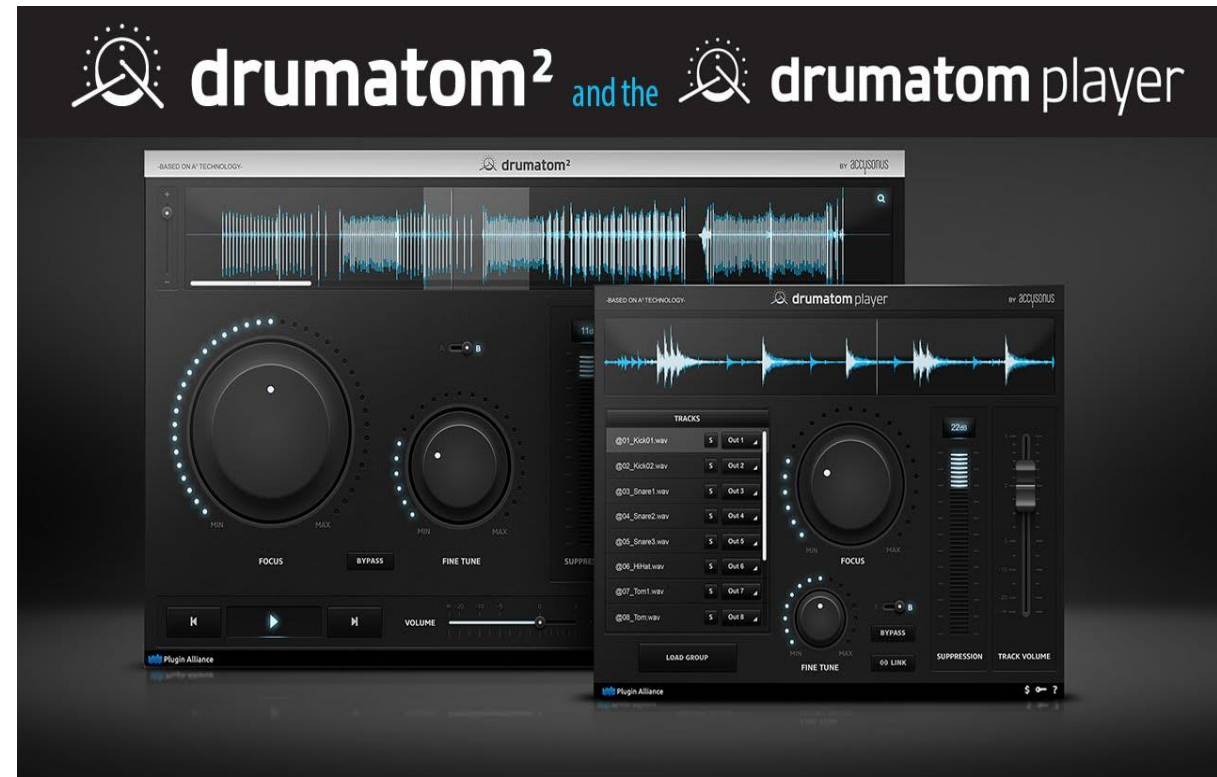 drumatom² and the drumatom player
-BASED ON A³ TECHNOLOGY-
drumatom²
BY accusonus
A B
MIN MAX
FOCUS
BYPASS
MIN MAX
FINE TUNE
-20 -10 -5 0
VOLUME
Plugin Alliance
-BASED ON A³ TECHNOLOGY-
drumatom player
BY accusonus
TRACKS
@01_Kick01.wav S Out 1
@02_Kick02.wav S Out 2
@03_Snare1.wav S Out 3
@04_Snare2.wav S Out 4
@05_Snare3.wav S Out 5
@06_HiHat.wav S Out 6
@07_Tom1.wav S Out 7
@08_Tom.wav S Out 8
LOAD GROUP
MIN MAX
FOCUS
MIN MAX
FINE TUNE
B
BYPASS
LINK
22dB
SUPPRESSION
TRACK VOLUME
Plugin Alliance
$ ?